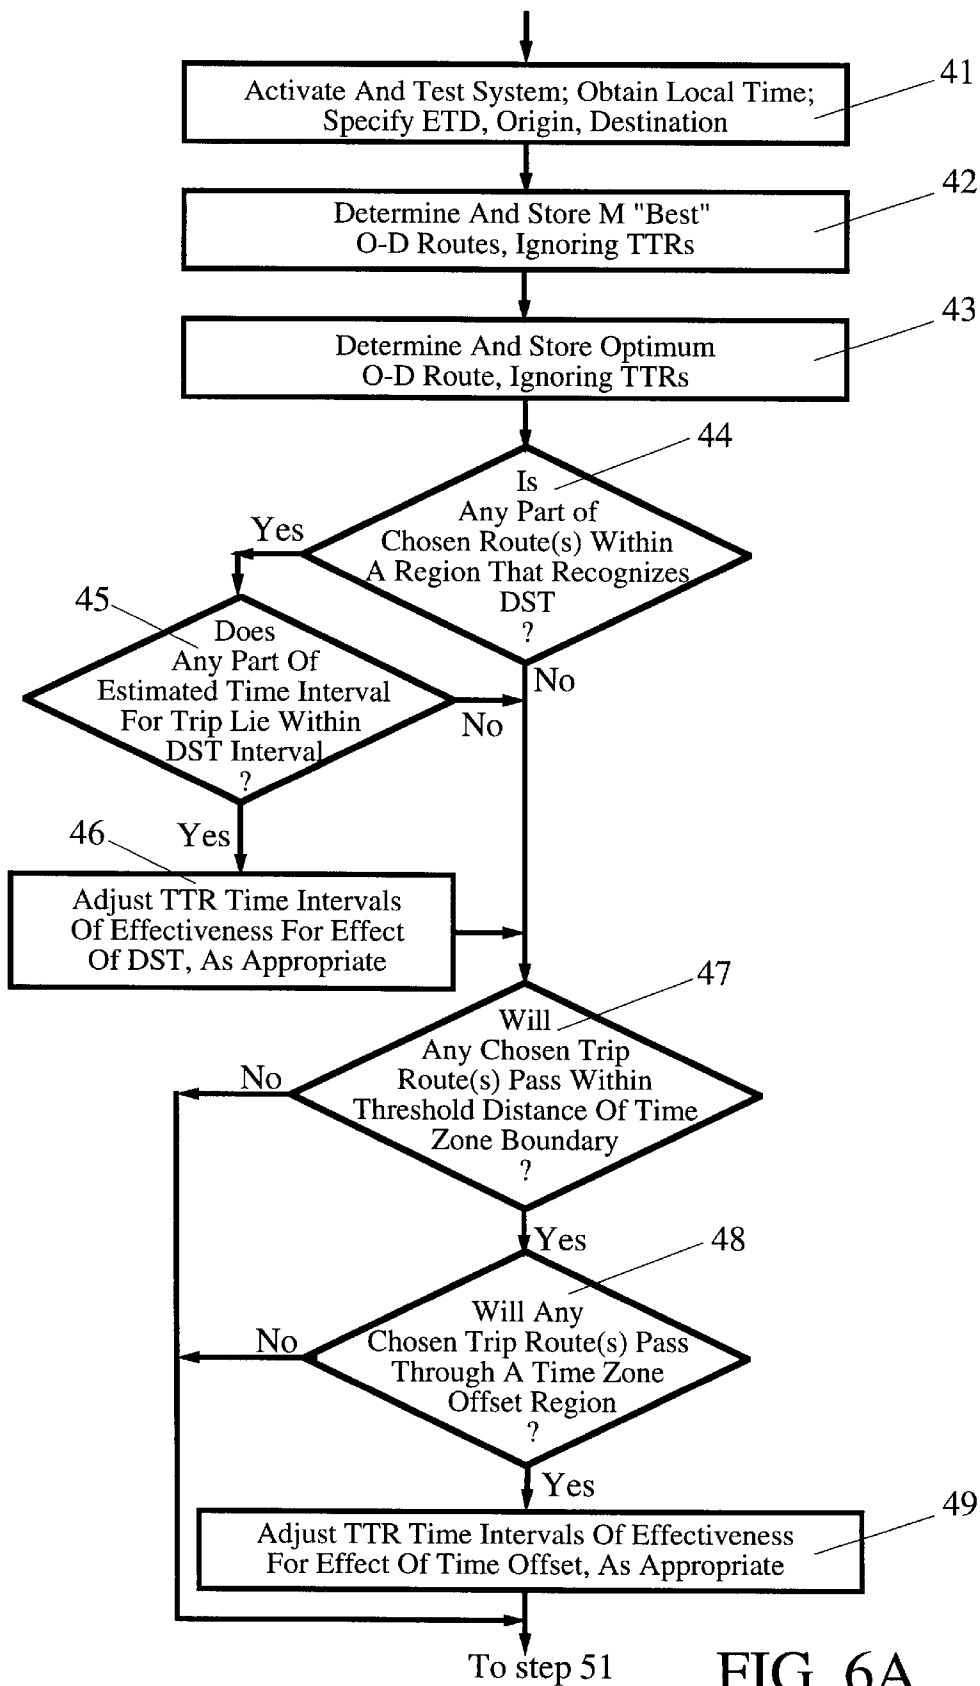 41
Activate And Test System; Obtain Local Time;
Specify ETD, Origin, Destination
42
Determine And Store M "Best"
O-D Routes, Ignoring TTRs
43
Determine And Store Optimum
O-D Route, Ignoring TTRs
44
Is
Any Part of
Chosen Route(s) Within
A Region That Recognizes
DST
?
Yes
No
45
Does
Any Part Of
Estimated Time Interval
For Trip Lie Within
DST Interval
?
No
Yes
46
Adjust TTR Time Intervals
Of Effectiveness For Effect
Of DST, As Appropriate
47
Will
Any Chosen Trip
Route(s) Pass Within
Threshold Distance Of Time
Zone Boundary
?
No
Yes
48
Will Any
Chosen Trip Route(s) Pass
Through A Time Zone
Offset Region
?
No
Yes
49
Adjust TTR Time Intervals Of Effectiveness
For Effect Of Time Offset, As Appropriate
To step 51
FIG. 6A